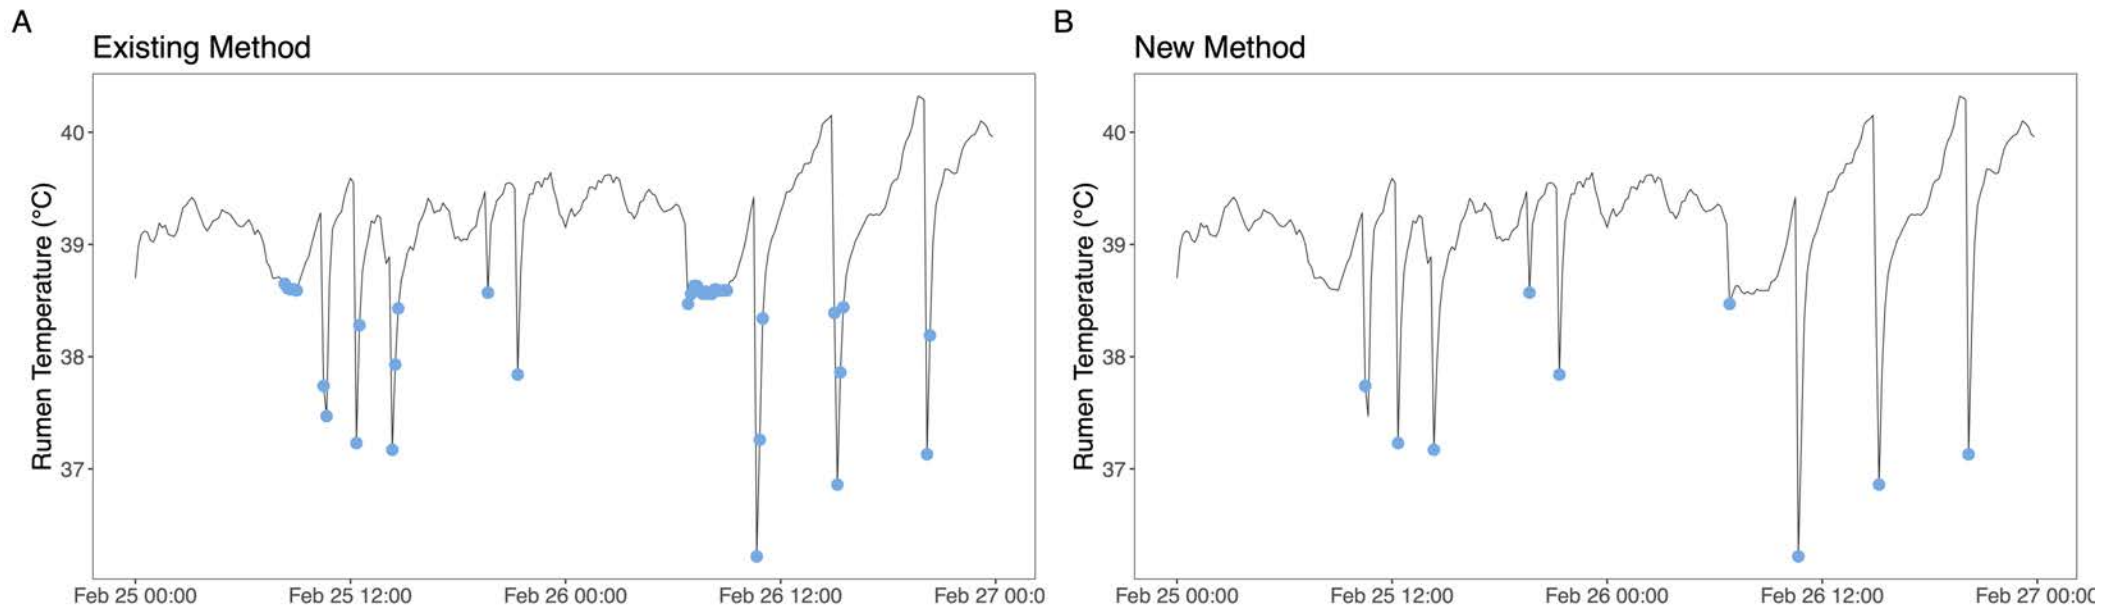 A
Existing Method
Rumen Temperature (°C)
40
39
38
37
Feb 25 00:00
Feb 25 12:00
Feb 26 00:00
Feb 26 12:00
Feb 27 00:0
B
New Method
Rumen Temperature (°C)
40
39
38
37
Feb 25 00:00
Feb 25 12:00
Feb 26 00:00
Feb 26 12:00
Feb 27 00:00